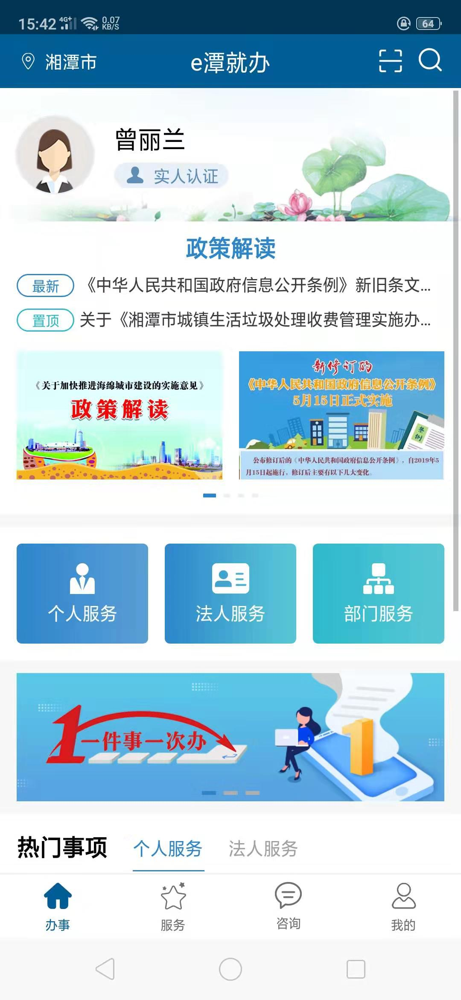 15:42 4G+ 0.07 KB/S 64
湘潭市 e潭就办
曾丽兰
实人认证
政策解读
最新 《中华人民共和国政府信息公开条例》新旧条文...
置顶 关于《湘潭市城镇生活垃圾处理收费管理实施办...
《关于加快推进海绵城市建设的实施意见》
政策解读
新修订的
《中华人民共和国政府信息公开条例》
5月15日正式实施
条例
公布修订后的《中华人民共和国政府信息公开条例》，自2019年5
月15日起施行，修订后主要有以下几大变化。
个人服务 法人服务 部门服务
1一件事一次办
1
热门事项 个人服务 法人服务
办事 服务 咨询 我的